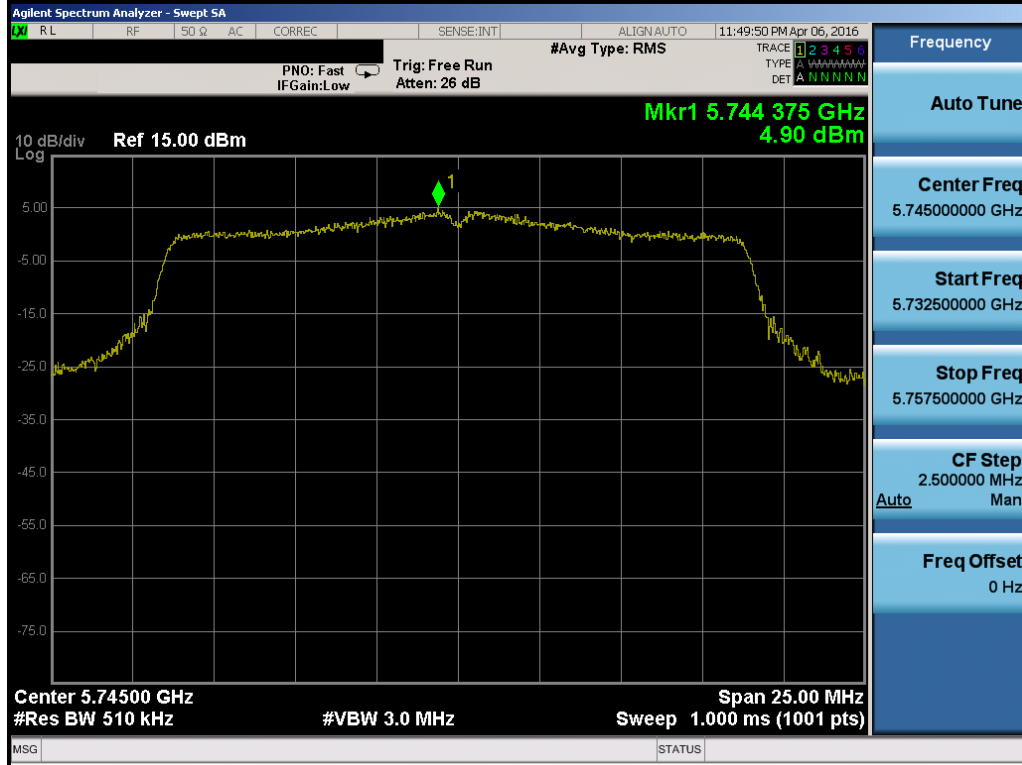 Agilent Spectrum Analyzer - Swept SA
LXI RL RF 50 Ω AC CORREC SENSE:INT ALIGN AUTO 11:49:50 PM Apr 06, 2016
#Avg Type: RMS TRACE 1 2 3 4 5 6
PNO: Fast Trig: Free Run TYPE A WWWWW
IFGain:Low Atten: 26 dB DET A N N N N N
Mkr1 5.744 375 GHz
4.90 dBm
10 dB/div Ref 15.00 dBm
Log
1
5.00
-5.00
-15.0
-25.0
-35.0
-45.0
-55.0
-65.0
-75.0
Center 5.74500 GHz Span 25.00 MHz
#Res BW 510 kHz #VBW 3.0 MHz Sweep 1.000 ms (1001 pts)
MSG STATUS
Frequency
Auto Tune
Center Freq
5.745000000 GHz
Start Freq
5.732500000 GHz
Stop Freq
5.757500000 GHz
CF Step
2.500000 MHz
Auto Man
Freq Offset
0 Hz